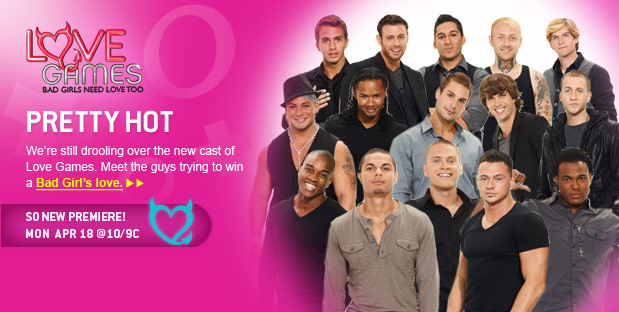 LOVE
GAMES
BAD GIRLS NEED LOVE TOO
PRETTY HOT
We're still drooling over the new cast of
Love Games. Meet the guys trying to win
a Bad Girl's love.
SO NEW PREMIERE!
MON APR 18 @10/9C